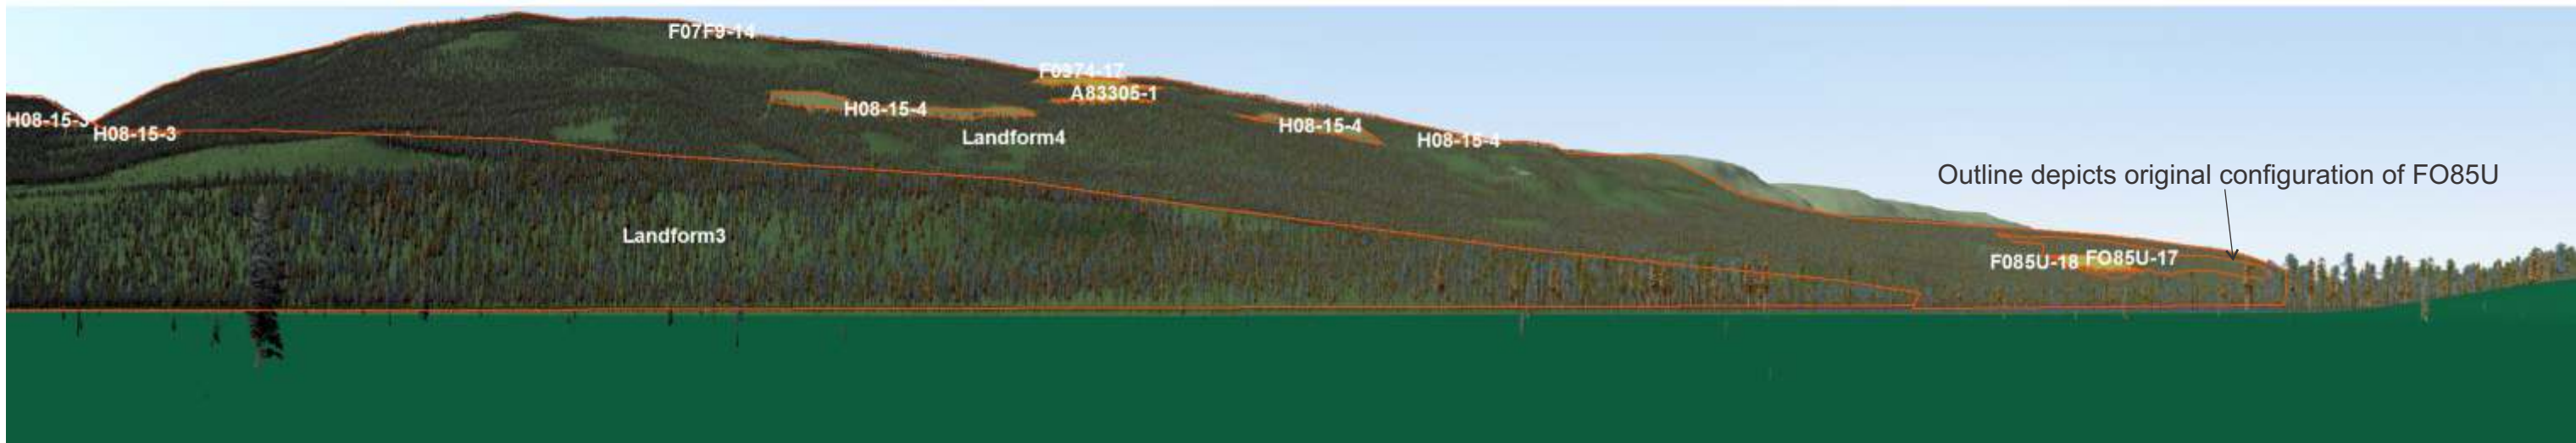 F07F9-14
F0974-17
A83305-1
H08-15-4
H08-15-3
H08-15-3
H08-15-4
H08-15-4
Landform4
Outline depicts original configuration of FO85U
Landform3
F085U-18
FO85U-17